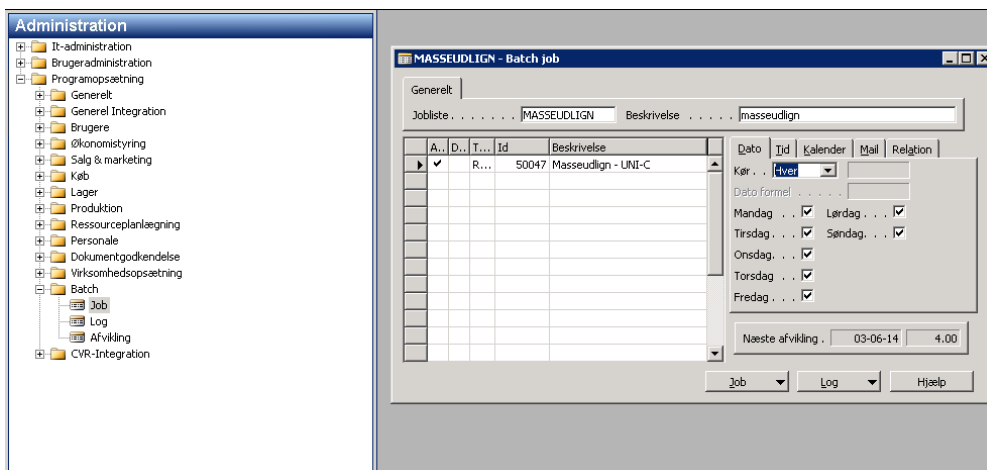 Administration
It-administration
Brugeradministration
Programopsætning
Generelt
Generel Integration
Brugere
Økonomistyring
Salg & marketing
Køb
Lager
Produktion
Ressourceplanlægning
Personale
Dokumentgodkendelse
Virksomhedsopsætning
Batch
Job
Log
Afvikling
CVR-Integration
MASSEUDLIGN - Batch job
Generelt
Jobliste . . . . . . . MASSEUDLIGN Beskrivelse . . . . . masseudlign
A.. D.. T... Id Beskrivelse
R... 50047 Masseudlign - UNI-C
Dato Tid Kalender Mail Relation
Kør . . Hver
Dato formel . . . . .
Mandag . . Lørdag . . .
Tirsdag . . . Søndag . . .
Onsdag. . .
Torsdag . .
Fredag . . .
Næste afvikling . 03-06-14 4.00
Job Log Hjælp